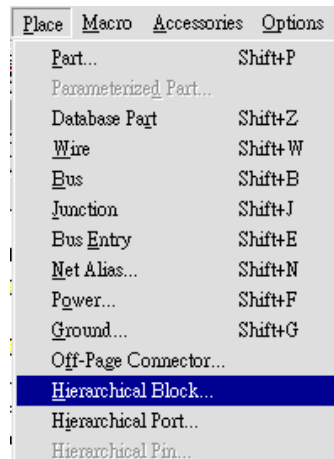 Place Macro Accessories Options
Part... Shift+P
Parameterized Part...
Database Part Shift+Z
Wire Shift+W
Bus Shift+B
Junction Shift+J
Bus Entry Shift+E
Net Alias... Shift+N
Power... Shift+F
Ground... Shift+G
Off-Page Connector...
Hierarchical Block...
Hierarchical Port...
Hierarchical Pin...